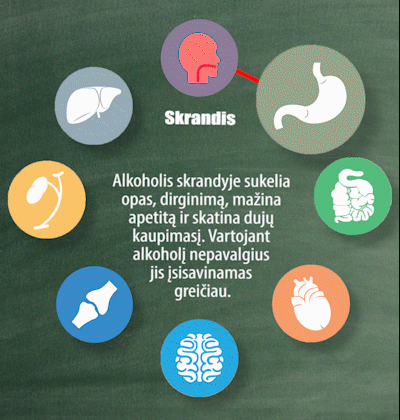 Skrandis
Alkoholis skrandyje sukelia
opas, dirginimą, mažina
apetitą ir skatina dujų
kaupimasį. Vartojant
alkoholį nepavalgius
jis įsisavinamas
greičiau.